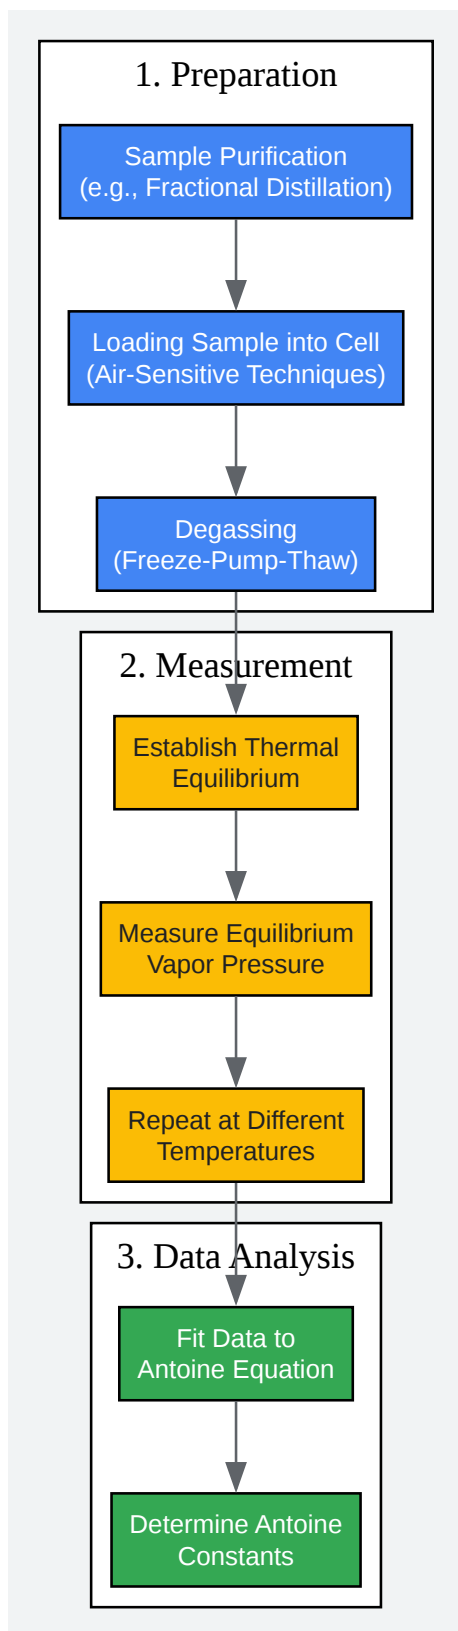 1. Preparation
Sample Purification
(e.g., Fractional Distillation)
Loading Sample into Cell
(Air-Sensitive Techniques)
Degassing
(Freeze-Pump-Thaw)
2. Measurement
Establish Thermal
Equilibrium
Measure Equilibrium
Vapor Pressure
Repeat at Different
Temperatures
3. Data Analysis
Fit Data to
Antoine Equation
Determine Antoine
Constants